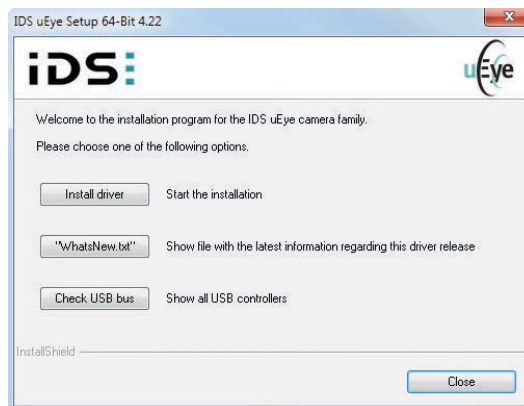 IDS uEye Setup 64-Bit 4.22
iDS
uEye
Welcome to the installation program for the IDS uEye camera family.
Please choose one of the following options.
Install driver Start the installation
"WhatsNew.txt" Show file with the latest information regarding this driver release
Check USB bus Show all USB controllers
InstallShield
Close